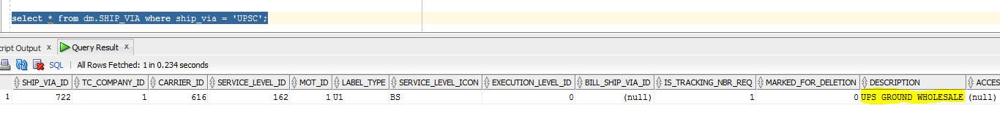 select * from dm.SHIP_VIA where ship_via = 'UPSC';
cript Output x Query Result x
SQL | All Rows Fetched: 1 in 0.234 seconds
SHIP_VIA_ID TC_COMPANY_ID CARRIER_ID SERVICE_LEVEL_ID MOT_ID LABEL_TYPE SERVICE_LEVEL_ICON EXECUTION_LEVEL_ID BILL_SHIP_VIA_ID IS_TRACKING_NBR_REQ MARKED_FOR_DELETION DESCRIPTION ACCES
1 722 1 616 162 1 U1 BS 0 (null) 1 0 UPS GROUND WHOLESALE (null)